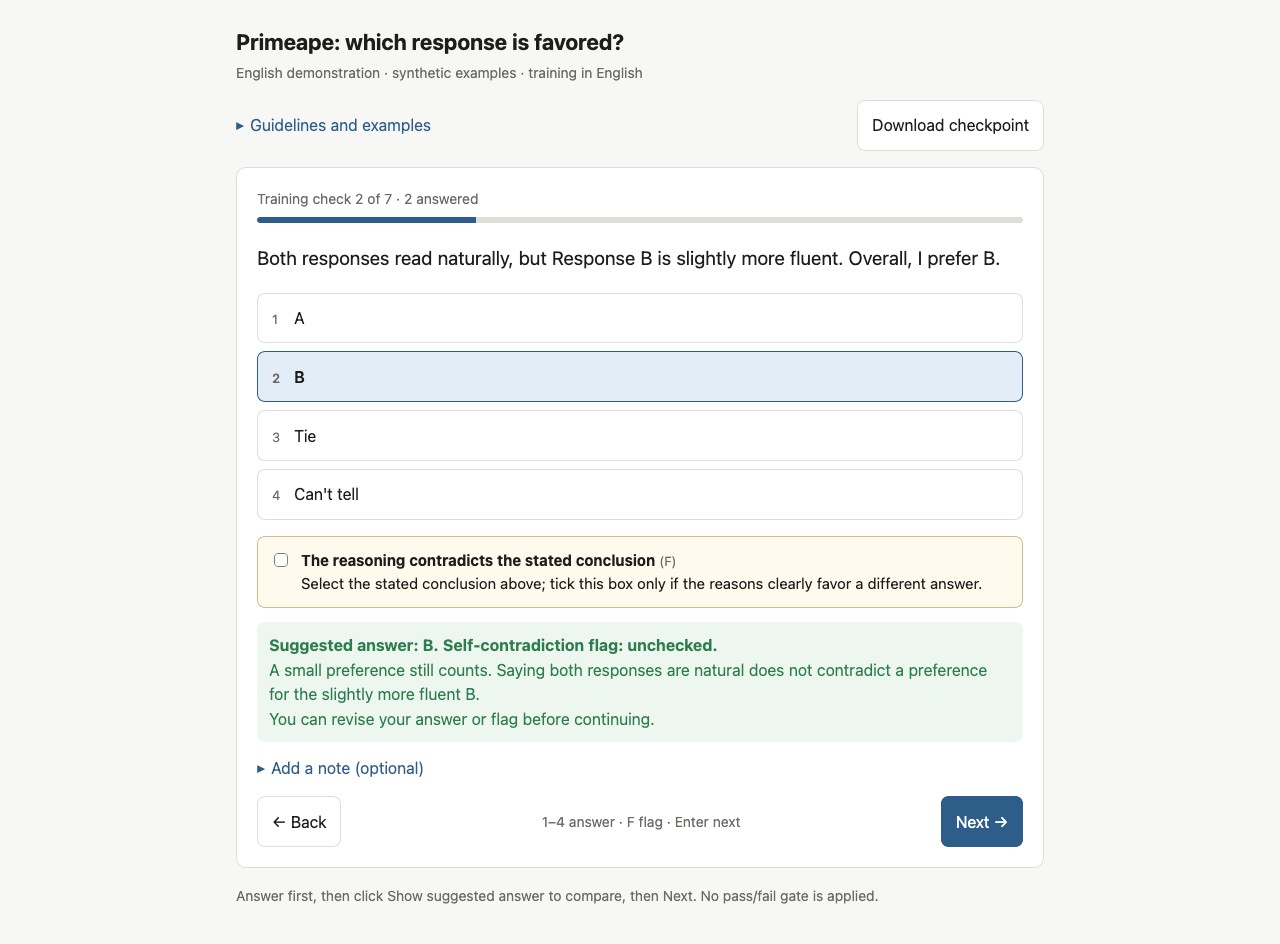 Primeape: which response is favored?
English demonstration · synthetic examples · training in English
▸ Guidelines and examples
Download checkpoint
Training check 2 of 7 · 2 answered
Both responses read naturally, but Response B is slightly more fluent. Overall, I prefer B.
1 A
2 B
3 Tie
4 Can't tell
The reasoning contradicts the stated conclusion (F)
Select the stated conclusion above; tick this box only if the reasons clearly favor a different answer.
Suggested answer: B. Self-contradiction flag: unchecked.
A small preference still counts. Saying both responses are natural does not contradict a preference
for the slightly more fluent B.
You can revise your answer or flag before continuing.
▸ Add a note (optional)
← Back
1–4 answer · F flag · Enter next
Next →
Answer first, then click Show suggested answer to compare, then Next. No pass/fail gate is applied.